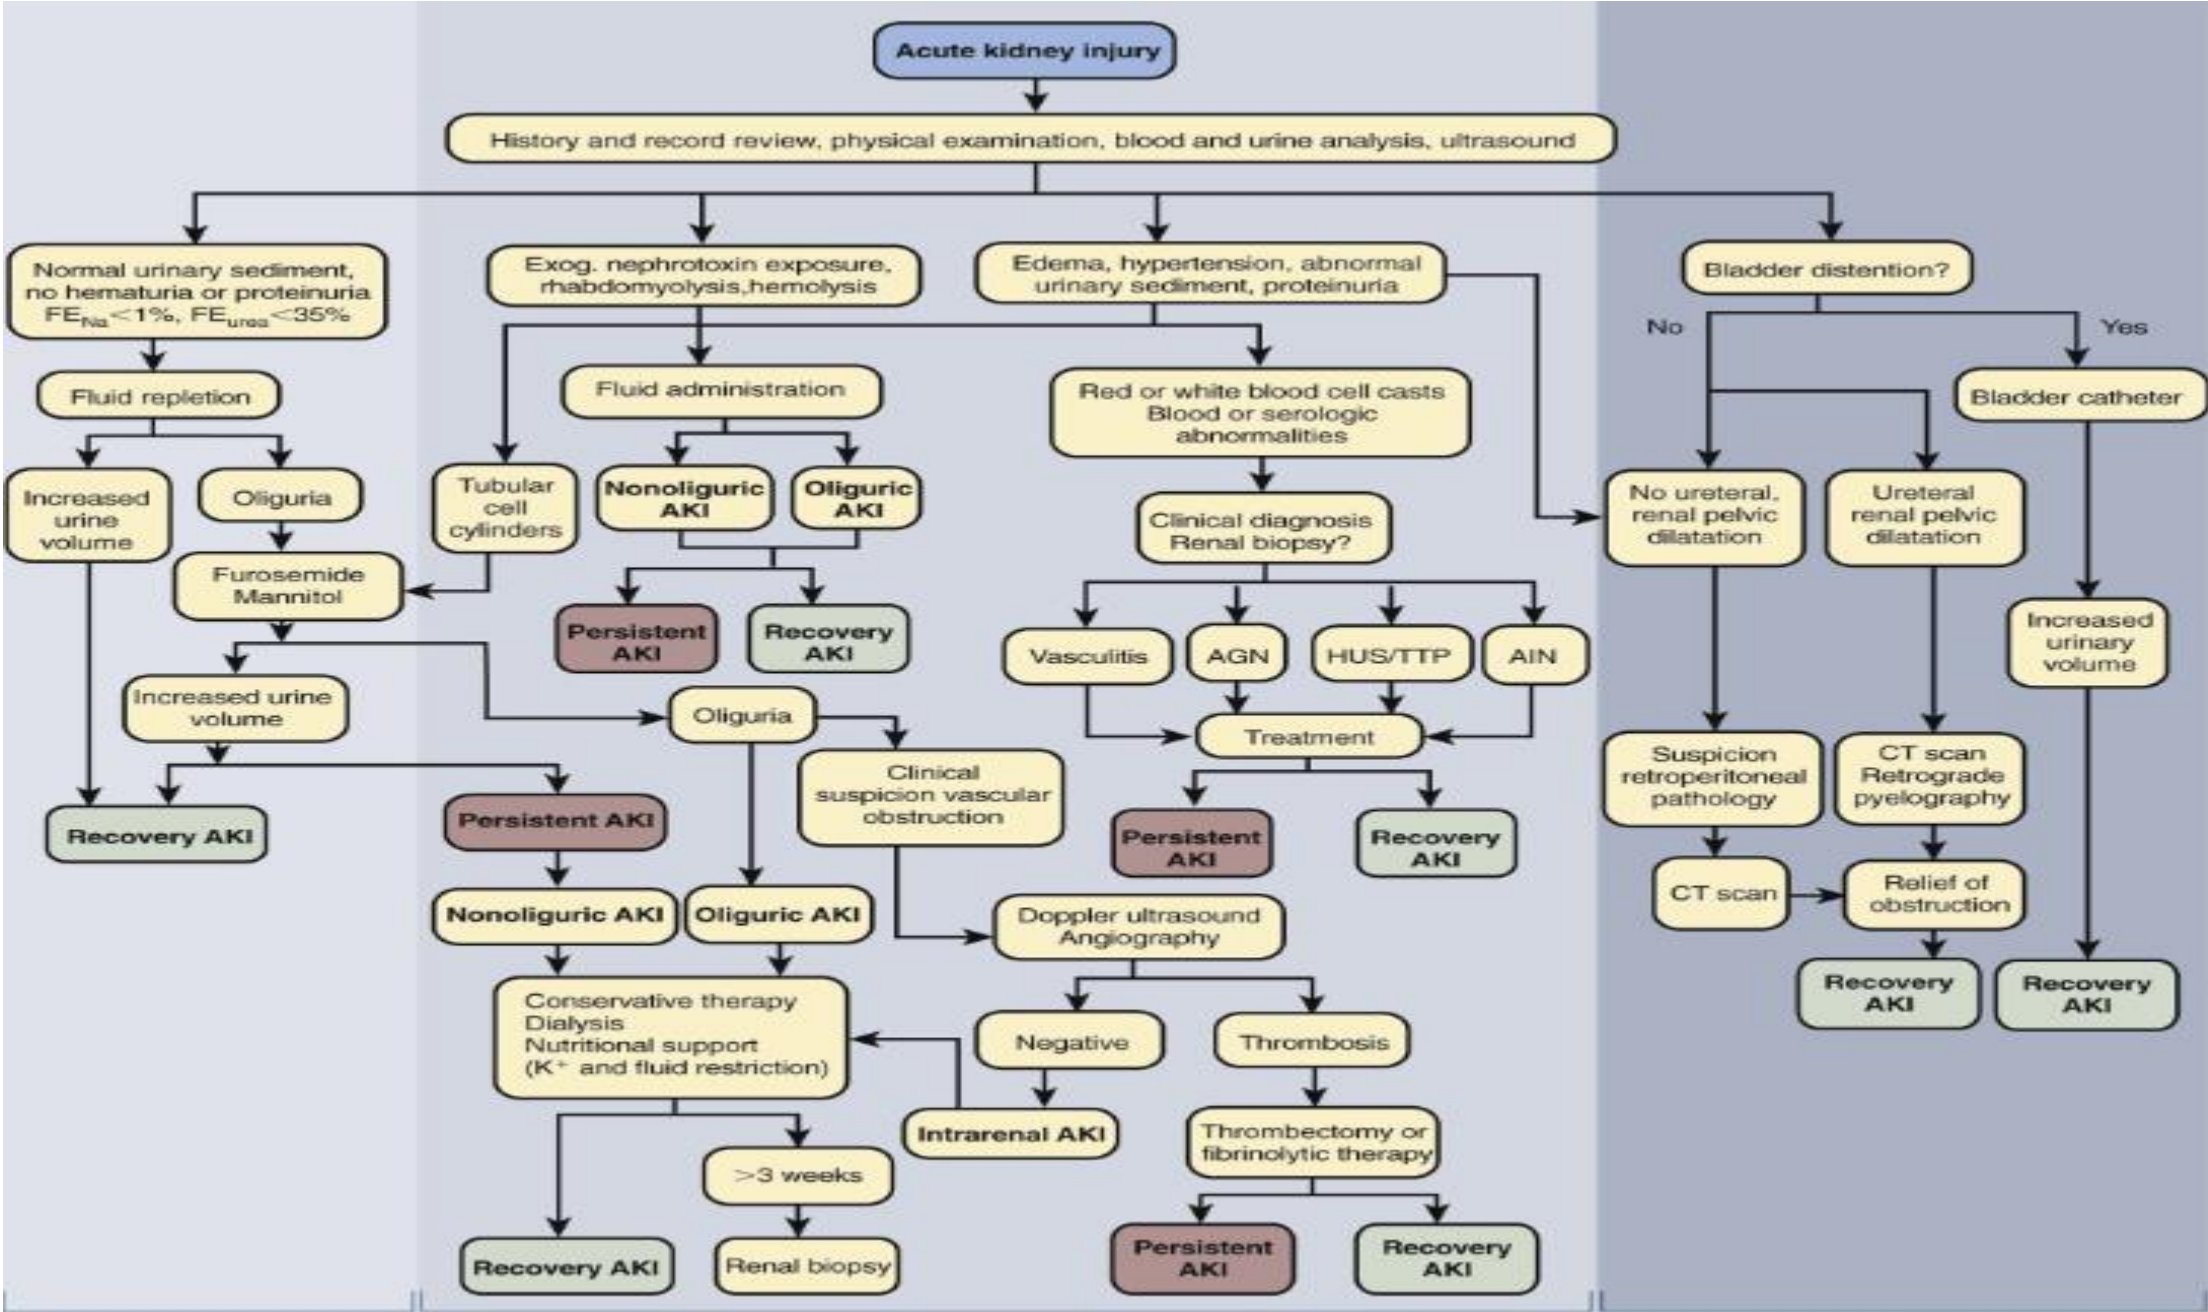 Acute kidney injury
History and record review, physical examination, blood and urine analysis, ultrasound
Normal urinary sediment,
no hematuria or proteinuria
FENa<1%, FEurea<35%
Exog. nephrotoxin exposure,
rhabdomyolysis,hemolysis
Edema, hypertension, abnormal
urinary sediment, proteinuria
Bladder distention?
No
Yes
Fluid repletion
Fluid administration
Red or white blood cell casts
Blood or serologic
abnormalities
Bladder catheter
Increased
urine
volume
Oliguria
Tubular
cell
cylinders
Nonoliguric
AKI
Oliguric
AKI
Clinical diagnosis
Renal biopsy?
No ureteral,
renal pelvic
dilatation
Ureteral
renal pelvic
dilatation
Furosemide
Mannitol
Persistent
AKI
Recovery
AKI
Vasculitis
AGN
HUS/TTP
AIN
Increased
urinary
volume
Increased urine
volume
Oliguria
Treatment
Clinical
suspicion vascular
obstruction
Suspicion
retroperitoneal
pathology
CT scan
Retrograde
pyelography
Recovery AKI
Persistent AKI
Persistent
AKI
Recovery
AKI
CT scan
Relief of
obstruction
Nonoliguric AKI
Oliguric AKI
Doppler ultrasound
Angiography
Recovery
AKI
Recovery
AKI
Conservative therapy
Dialysis
Nutritional support
(K+ and fluid restriction)
Negative
Thrombosis
Intrarenal AKI
Thrombectomy or
fibrinolytic therapy
>3 weeks
Recovery AKI
Renal biopsy
Persistent
AKI
Recovery
AKI